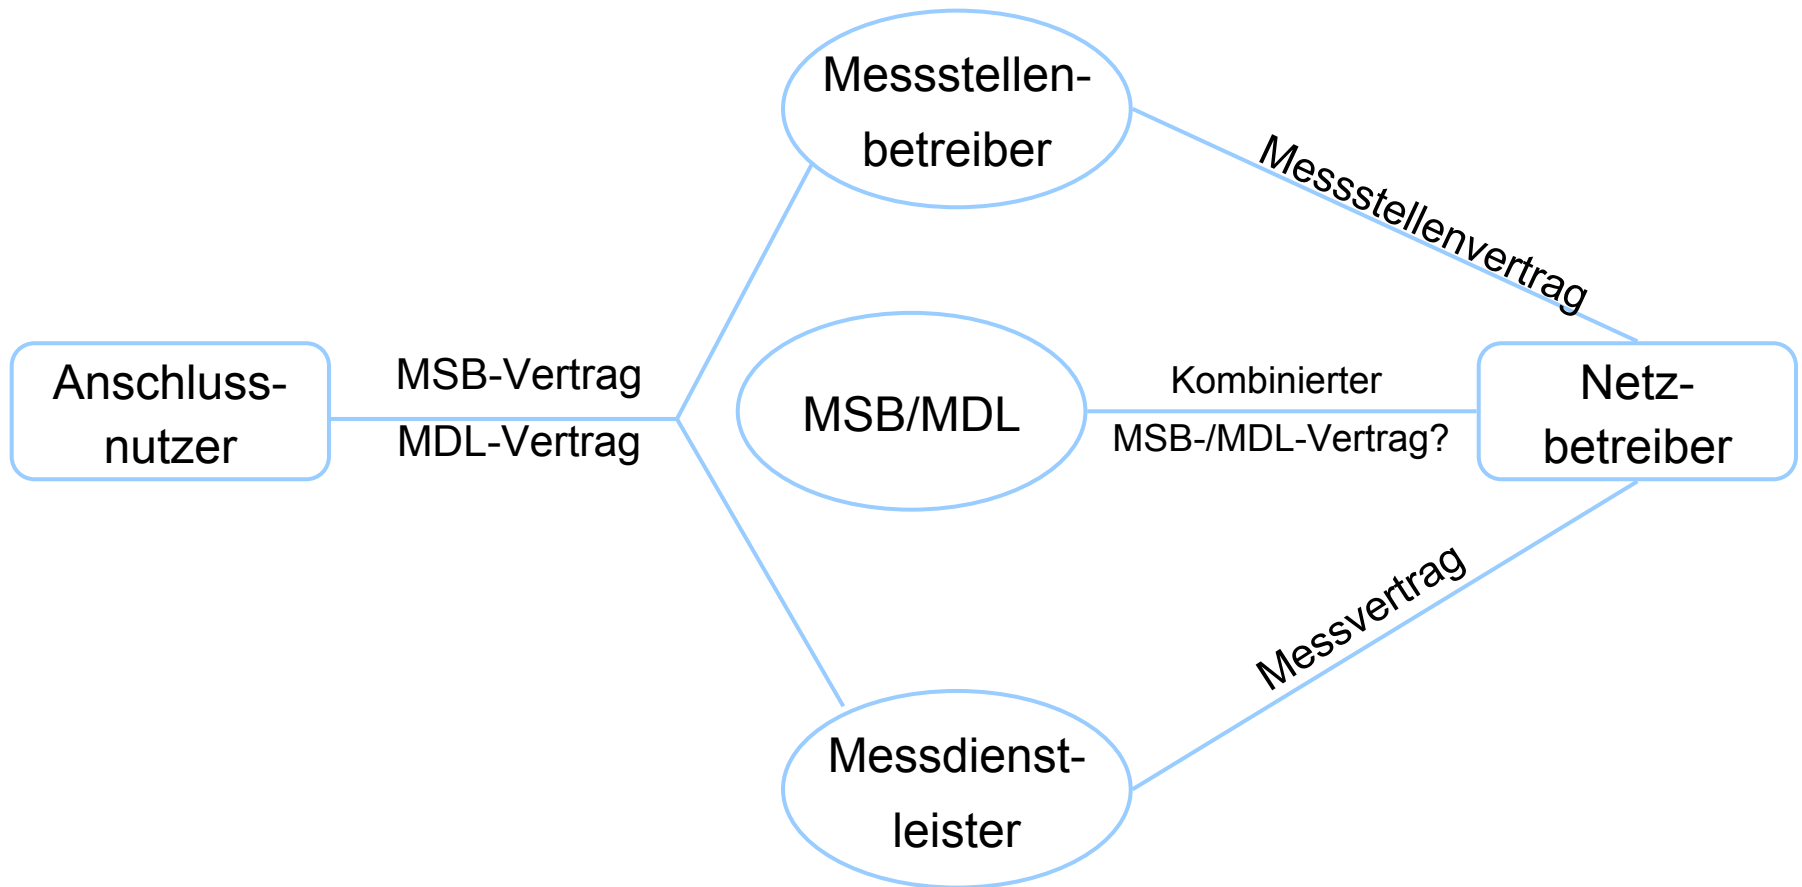 Messstellen-
betreiber
Messstellenvertrag
Anschluss-
nutzer
MSB-Vertrag
MDL-Vertrag
MSB/MDL
Kombinierter
MSB-/MDL-Vertrag?
Netz-
betreiber
Messvertrag
Messdienst-
leister